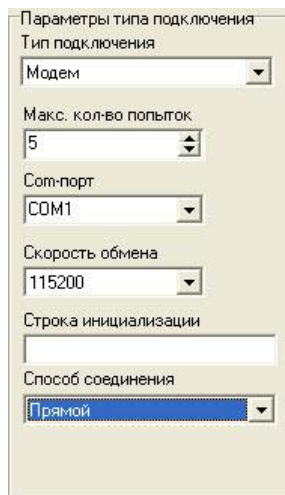 Параметры типа подключения
Тип подключения
Модем
Макс. кол-во попыток
5
Com-порт
COM1
Скорость обмена
115200
Строка инициализации
Способ соединения
Прямой